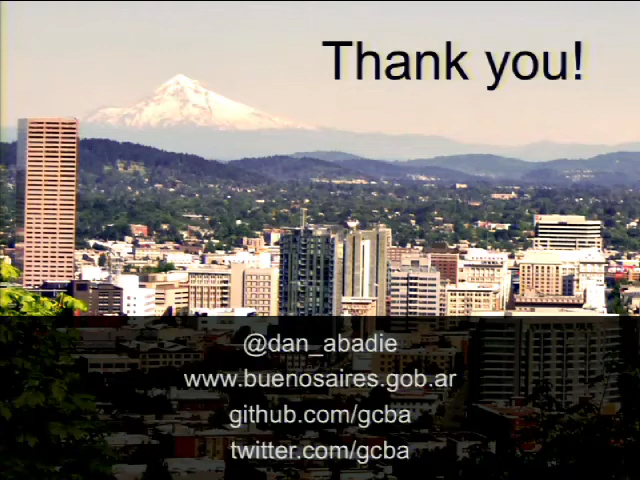 Thank you!
@dan_abadie
www.buenosaires.gob.ar
github.com/gcba
twitter.com/gcba